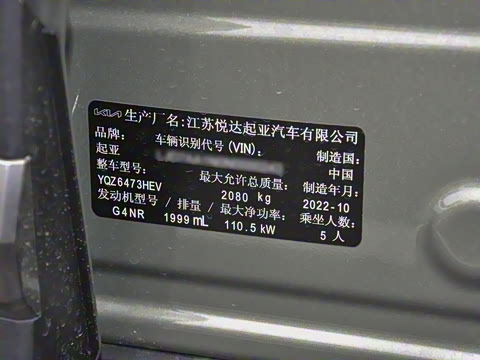 KIA 生产厂名:江苏悦达起亚汽车有限公司
品牌: 车辆识别代号(VIN): 制造国:
起亚 中国
整车型号: 最大允许总质量: 制造年月:
YQZ6473HEV 2080 kg 2022-10
发动机型号/排量/最大净功率: 乘坐人数:
G4NR 1999 mL 110.5 kW 5人